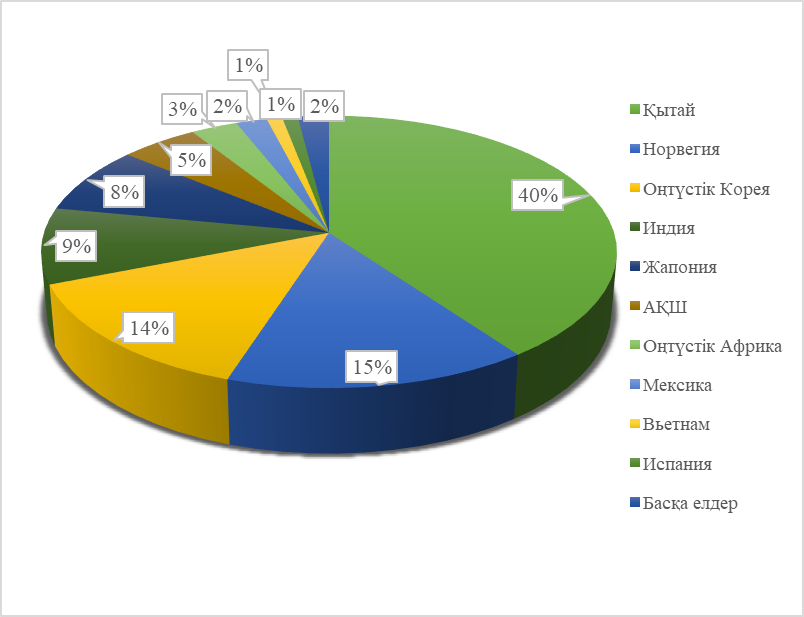 1%
3%
2%
1%
2%
5%
8%
40%
9%
14%
15%
Қытай
Норвегия
Оңтүстік Корея
Индия
Жапония
АҚШ
Оңтүстік Африка
Мексика
Вьетнам
Испания
Басқа елдер